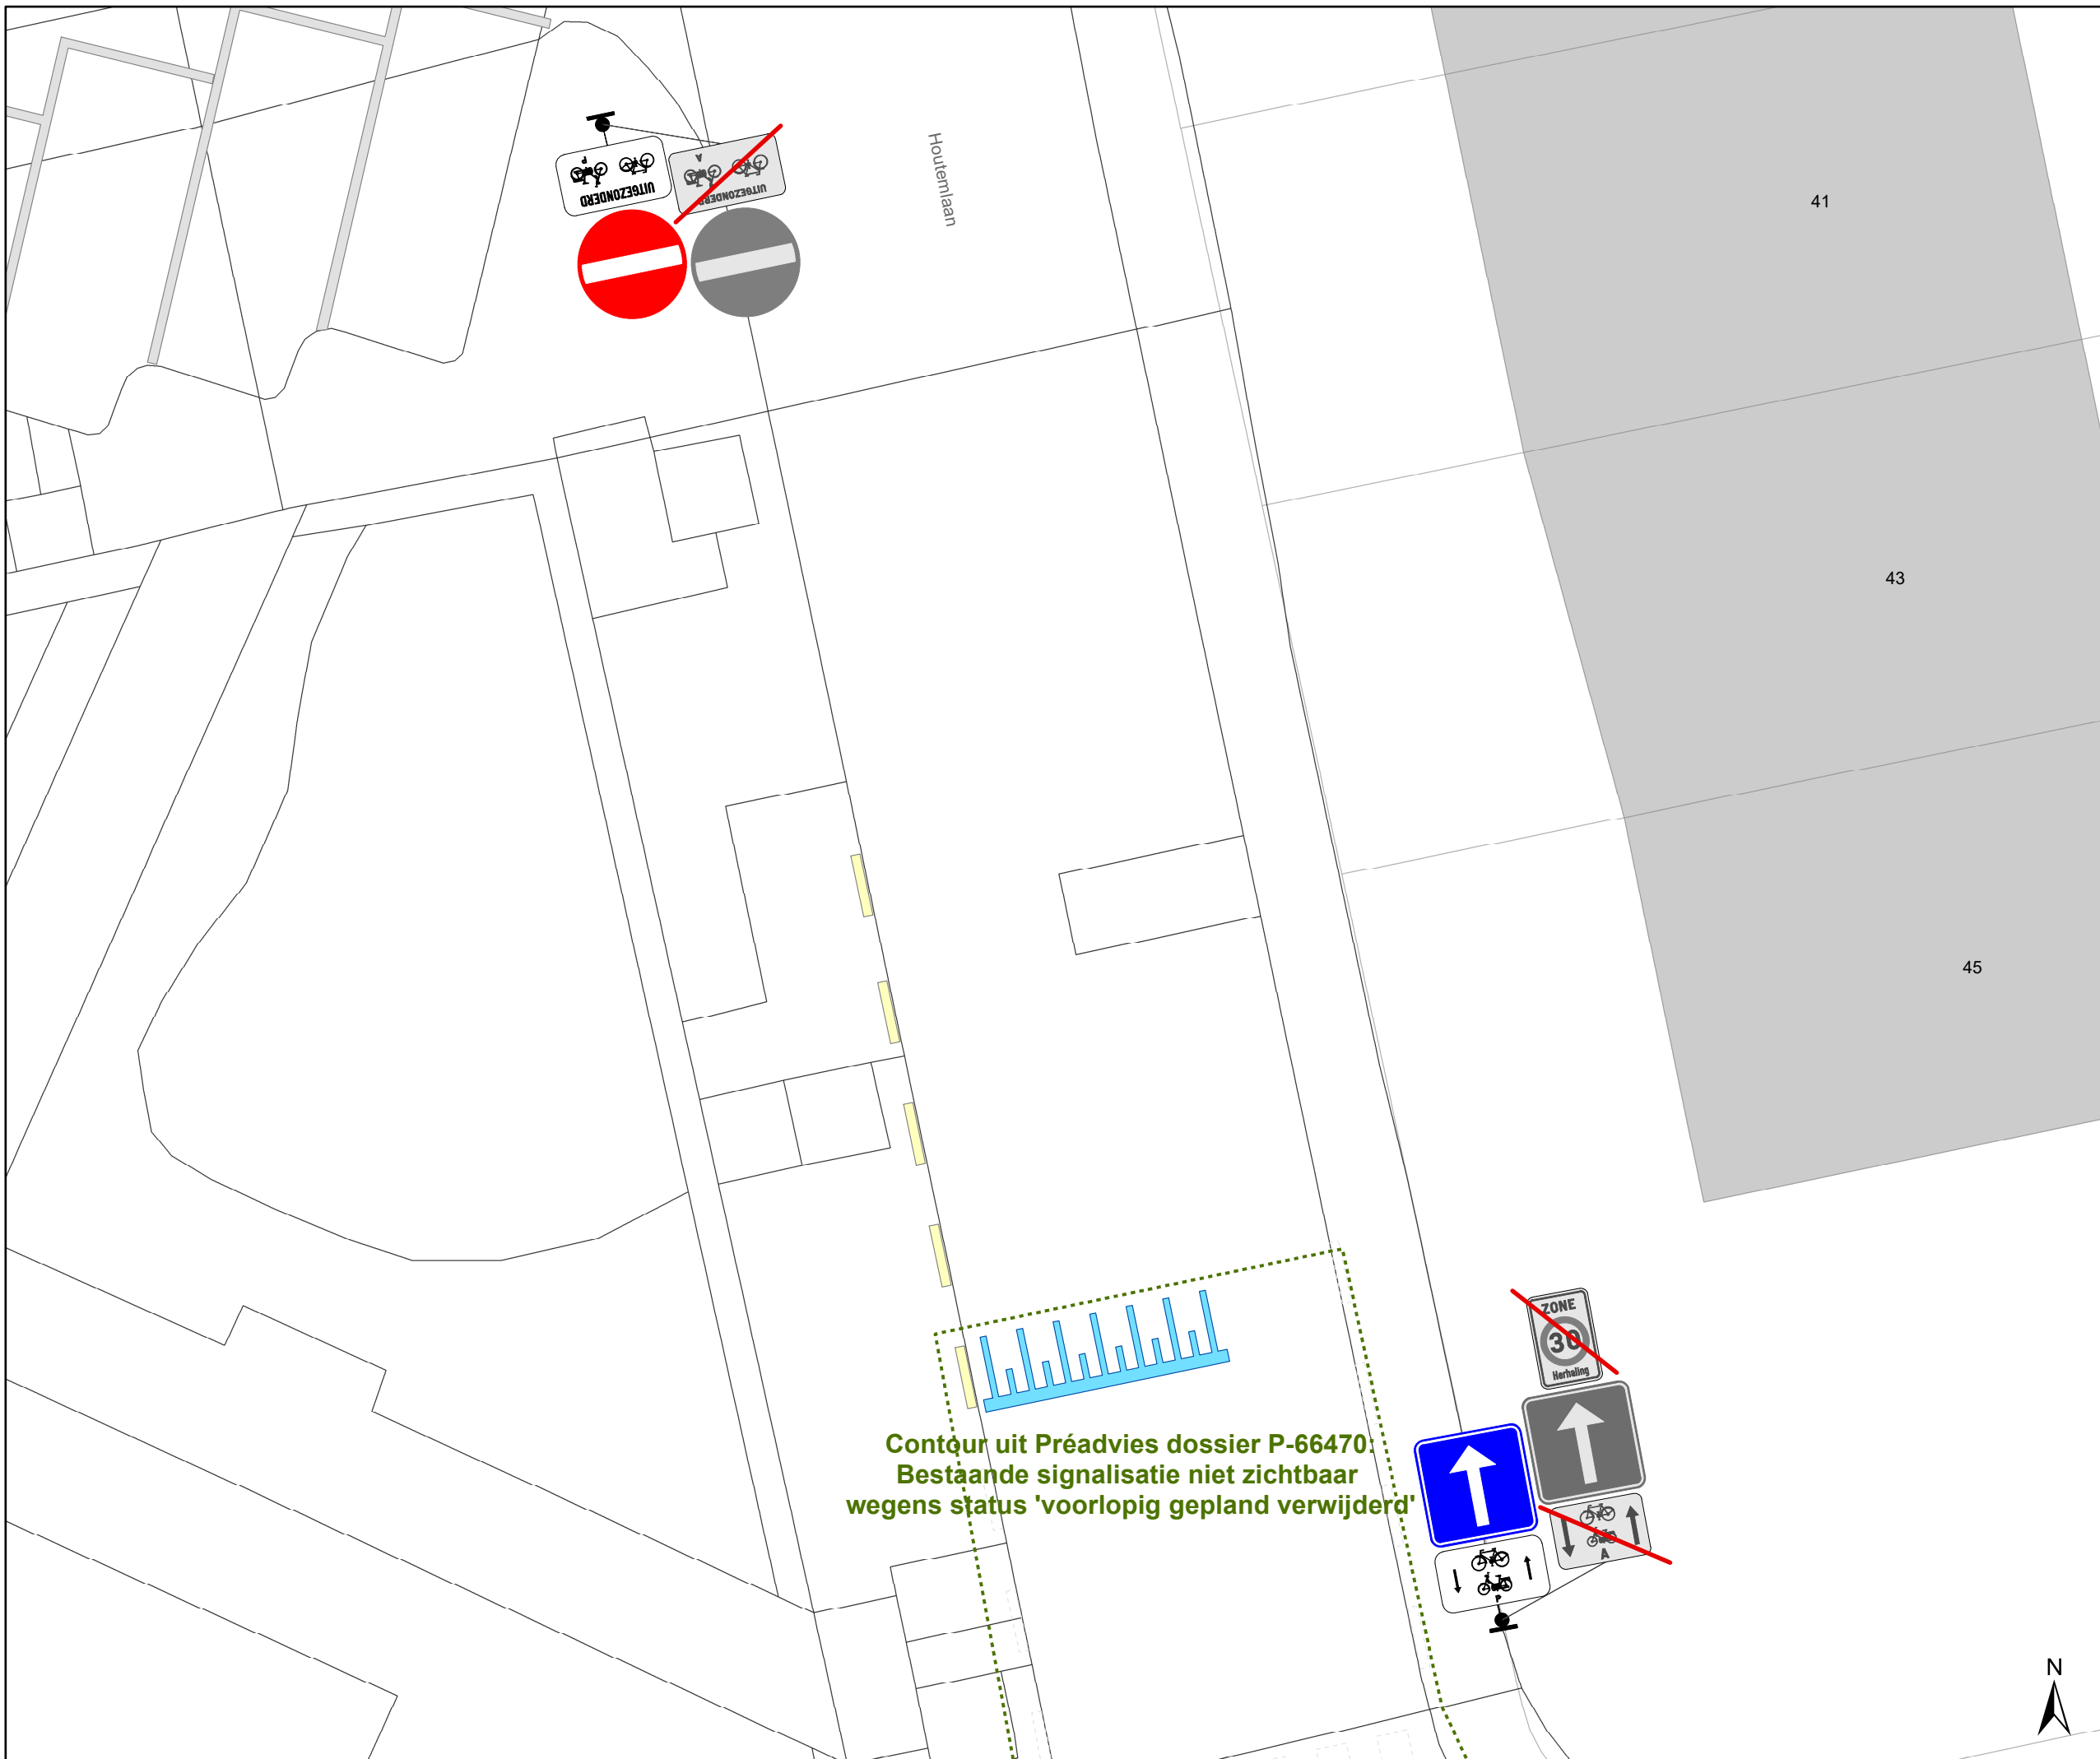 P
UITGEZONDERD
A
UITGEZONDERD
Houtemlaan
41
43
45
ZONE
30
Herhaling
Contour uit Préadvies dossier P-66470:
Bestaande signalisatie niet zichtbaar
wegens status 'voorlopig gepland verwijderd'
A
P
N